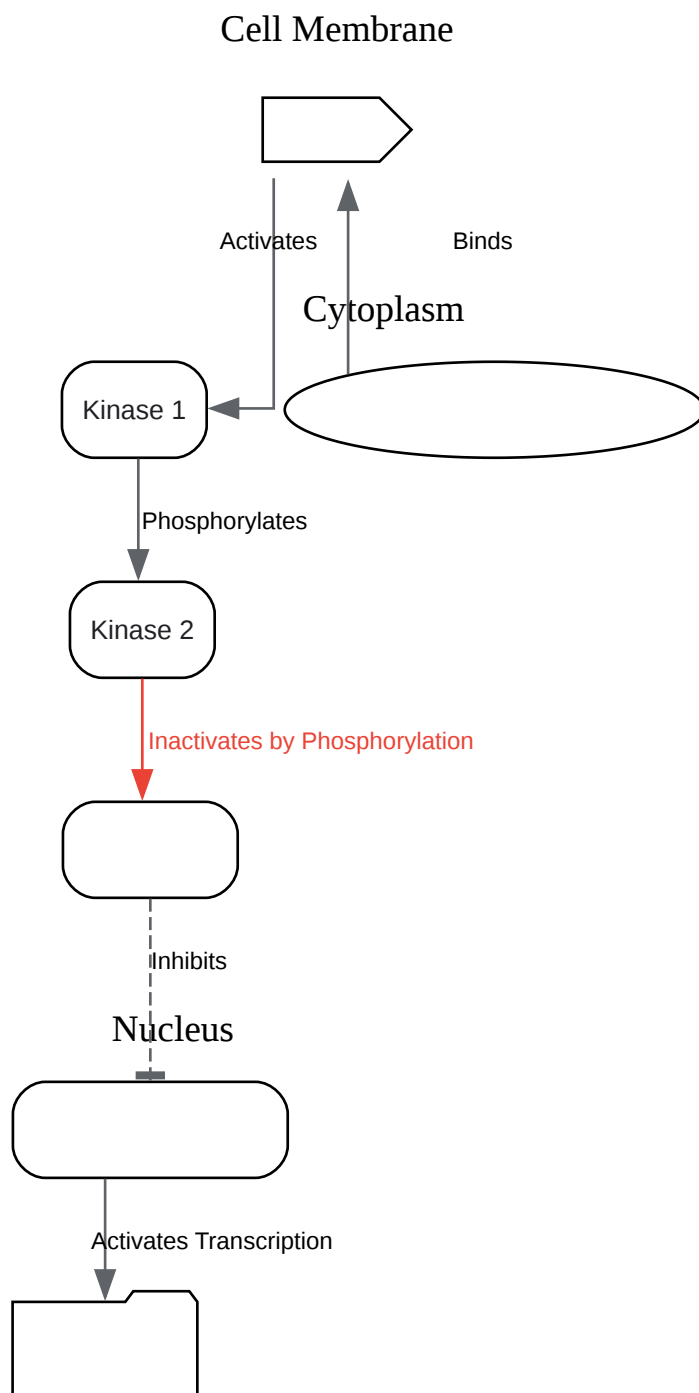 Cell Membrane
Activates
Binds
Cytoplasm
Kinase 1
Phosphorylates
Kinase 2
Inactivates by Phosphorylation
Inhibits
Nucleus
Activates Transcription